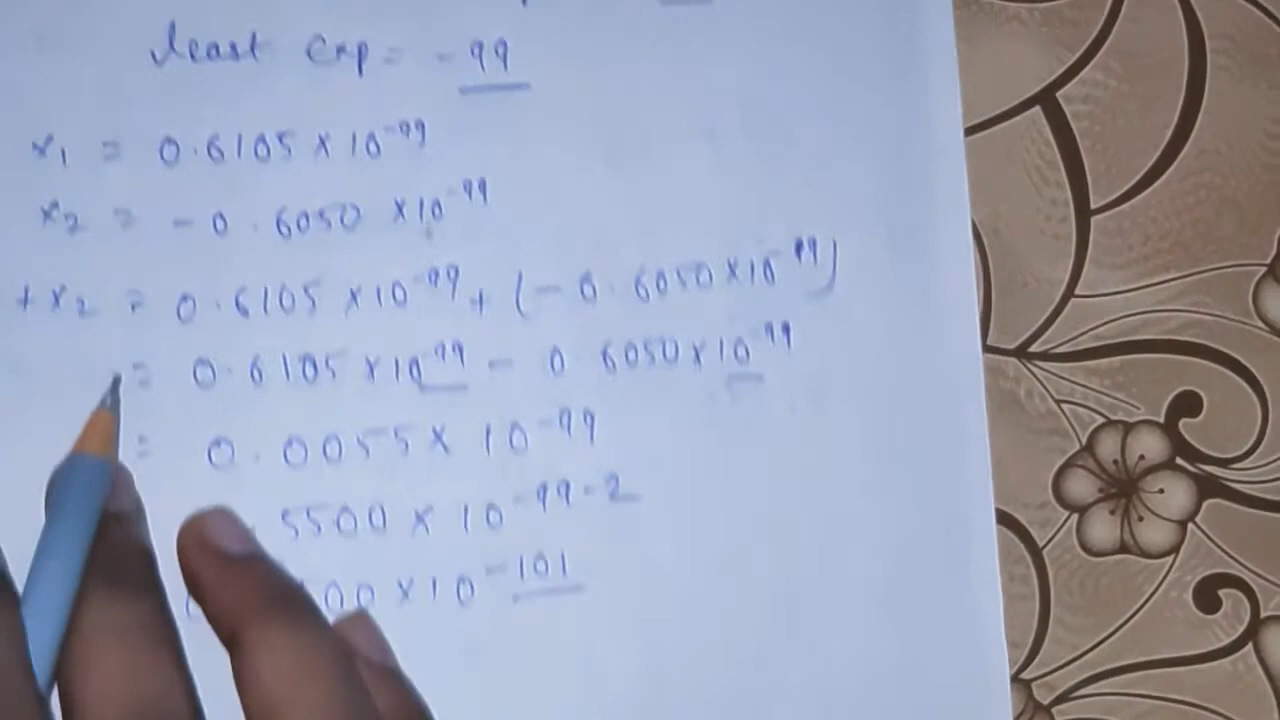 least exp = -99
x₁ = 0.6105 × 10⁻⁹⁹
x₂ = -0.6050 × 10⁻⁹⁹
+ x₂ = 0.6105 × 10⁻⁹⁹ + (-0.6050 × 10⁻⁹⁹)
= 0.6105 × 10⁻⁹⁹ - 0.6050 × 10⁻⁹⁹
= 0.0055 × 10⁻⁹⁹
.5500 × 10⁻⁹⁹⁻²
00 × 10⁻¹⁰¹